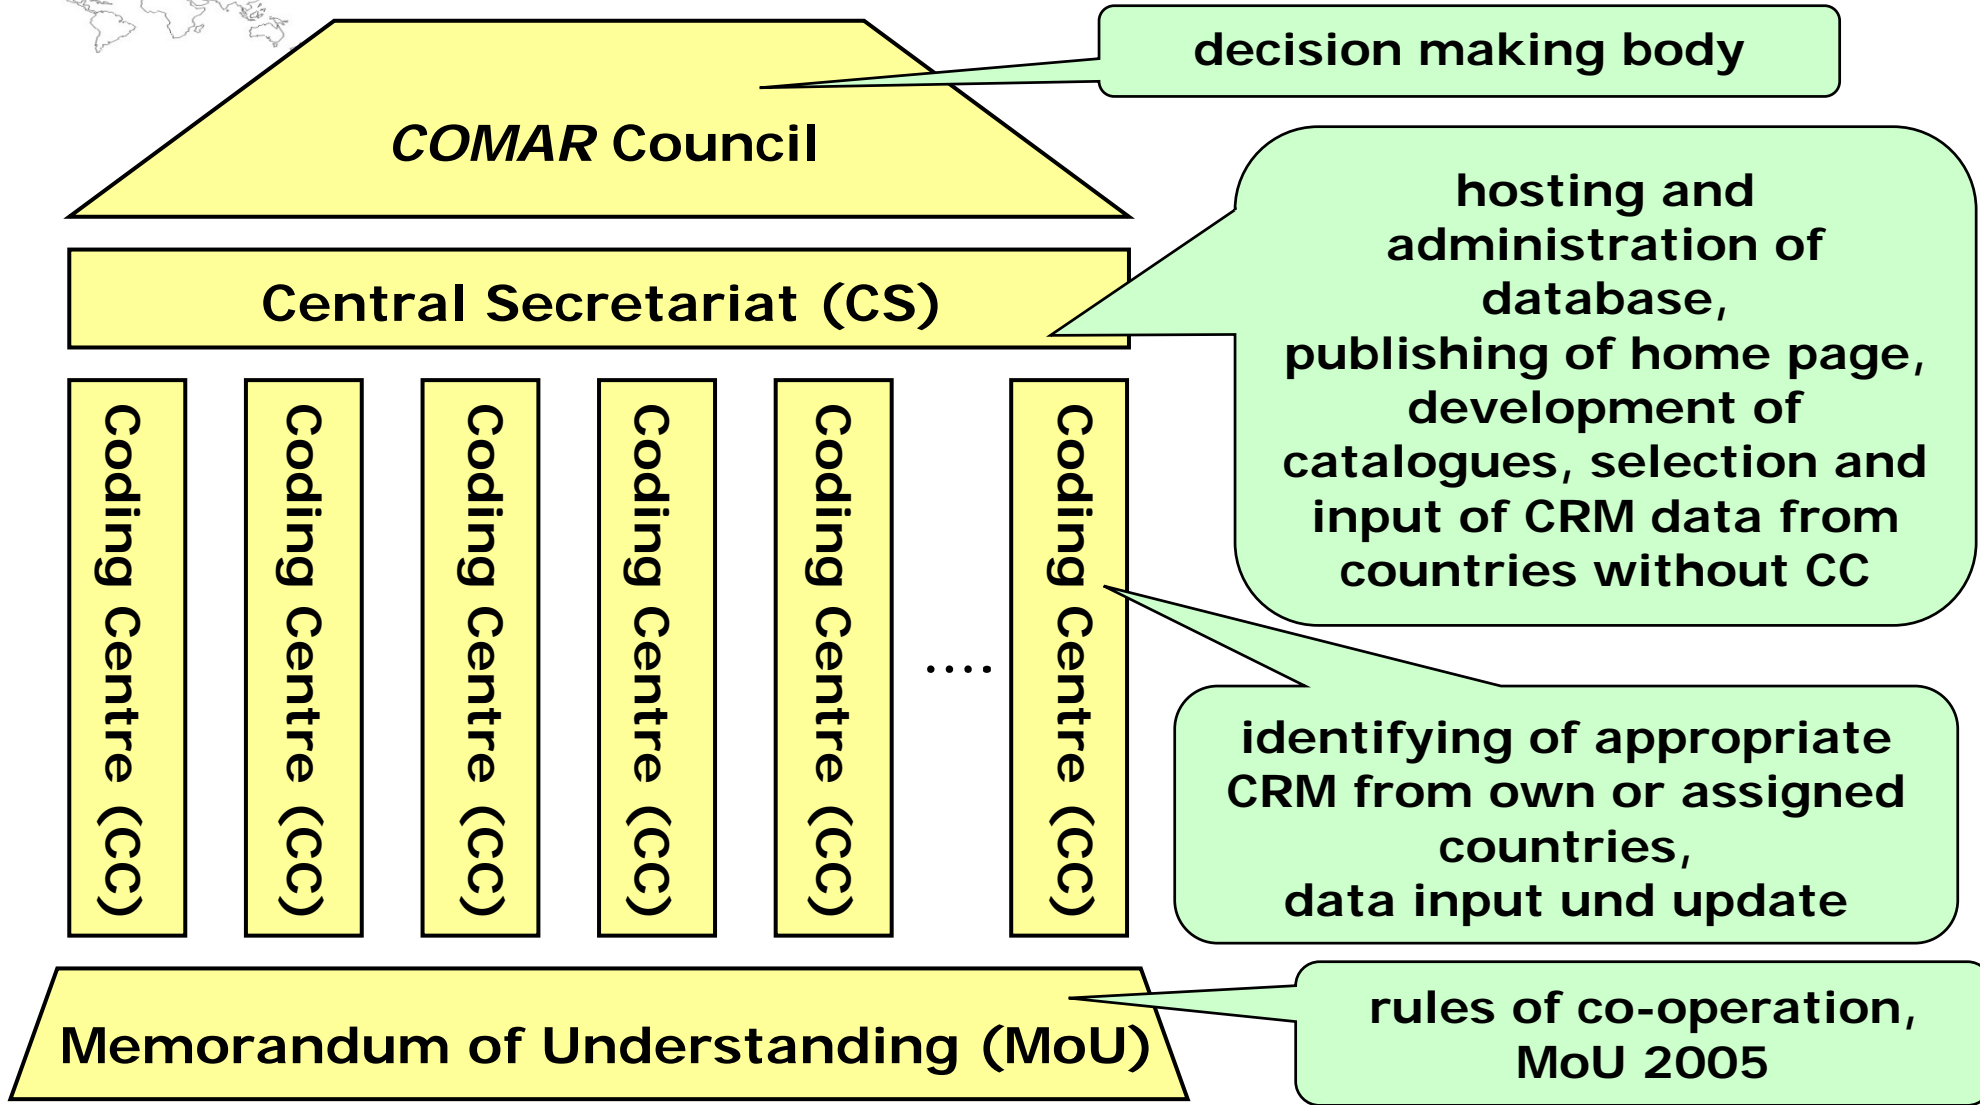 decision making body
COMAR Council
hosting and
administration of
database,
publishing of home page,
development of
catalogues, selection and
input of CRM data from
countries without CC
Central Secretariat (CS)
Coding Centre (CC)
Coding Centre (CC)
Coding Centre (CC)
Coding Centre (CC)
Coding Centre (CC)
....
Coding Centre (CC)
identifying of appropriate
CRM from own or assigned
countries,
data input und update
Memorandum of Understanding (MoU)
rules of co-operation,
MoU 2005